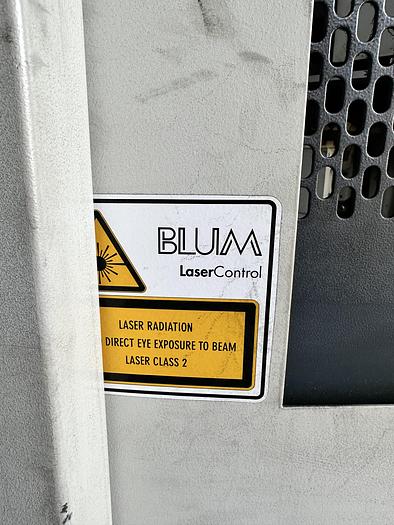 BLUM
LaserControl
LASER RADIATION
DIRECT EYE EXPOSURE TO BEAM
LASER CLASS 2